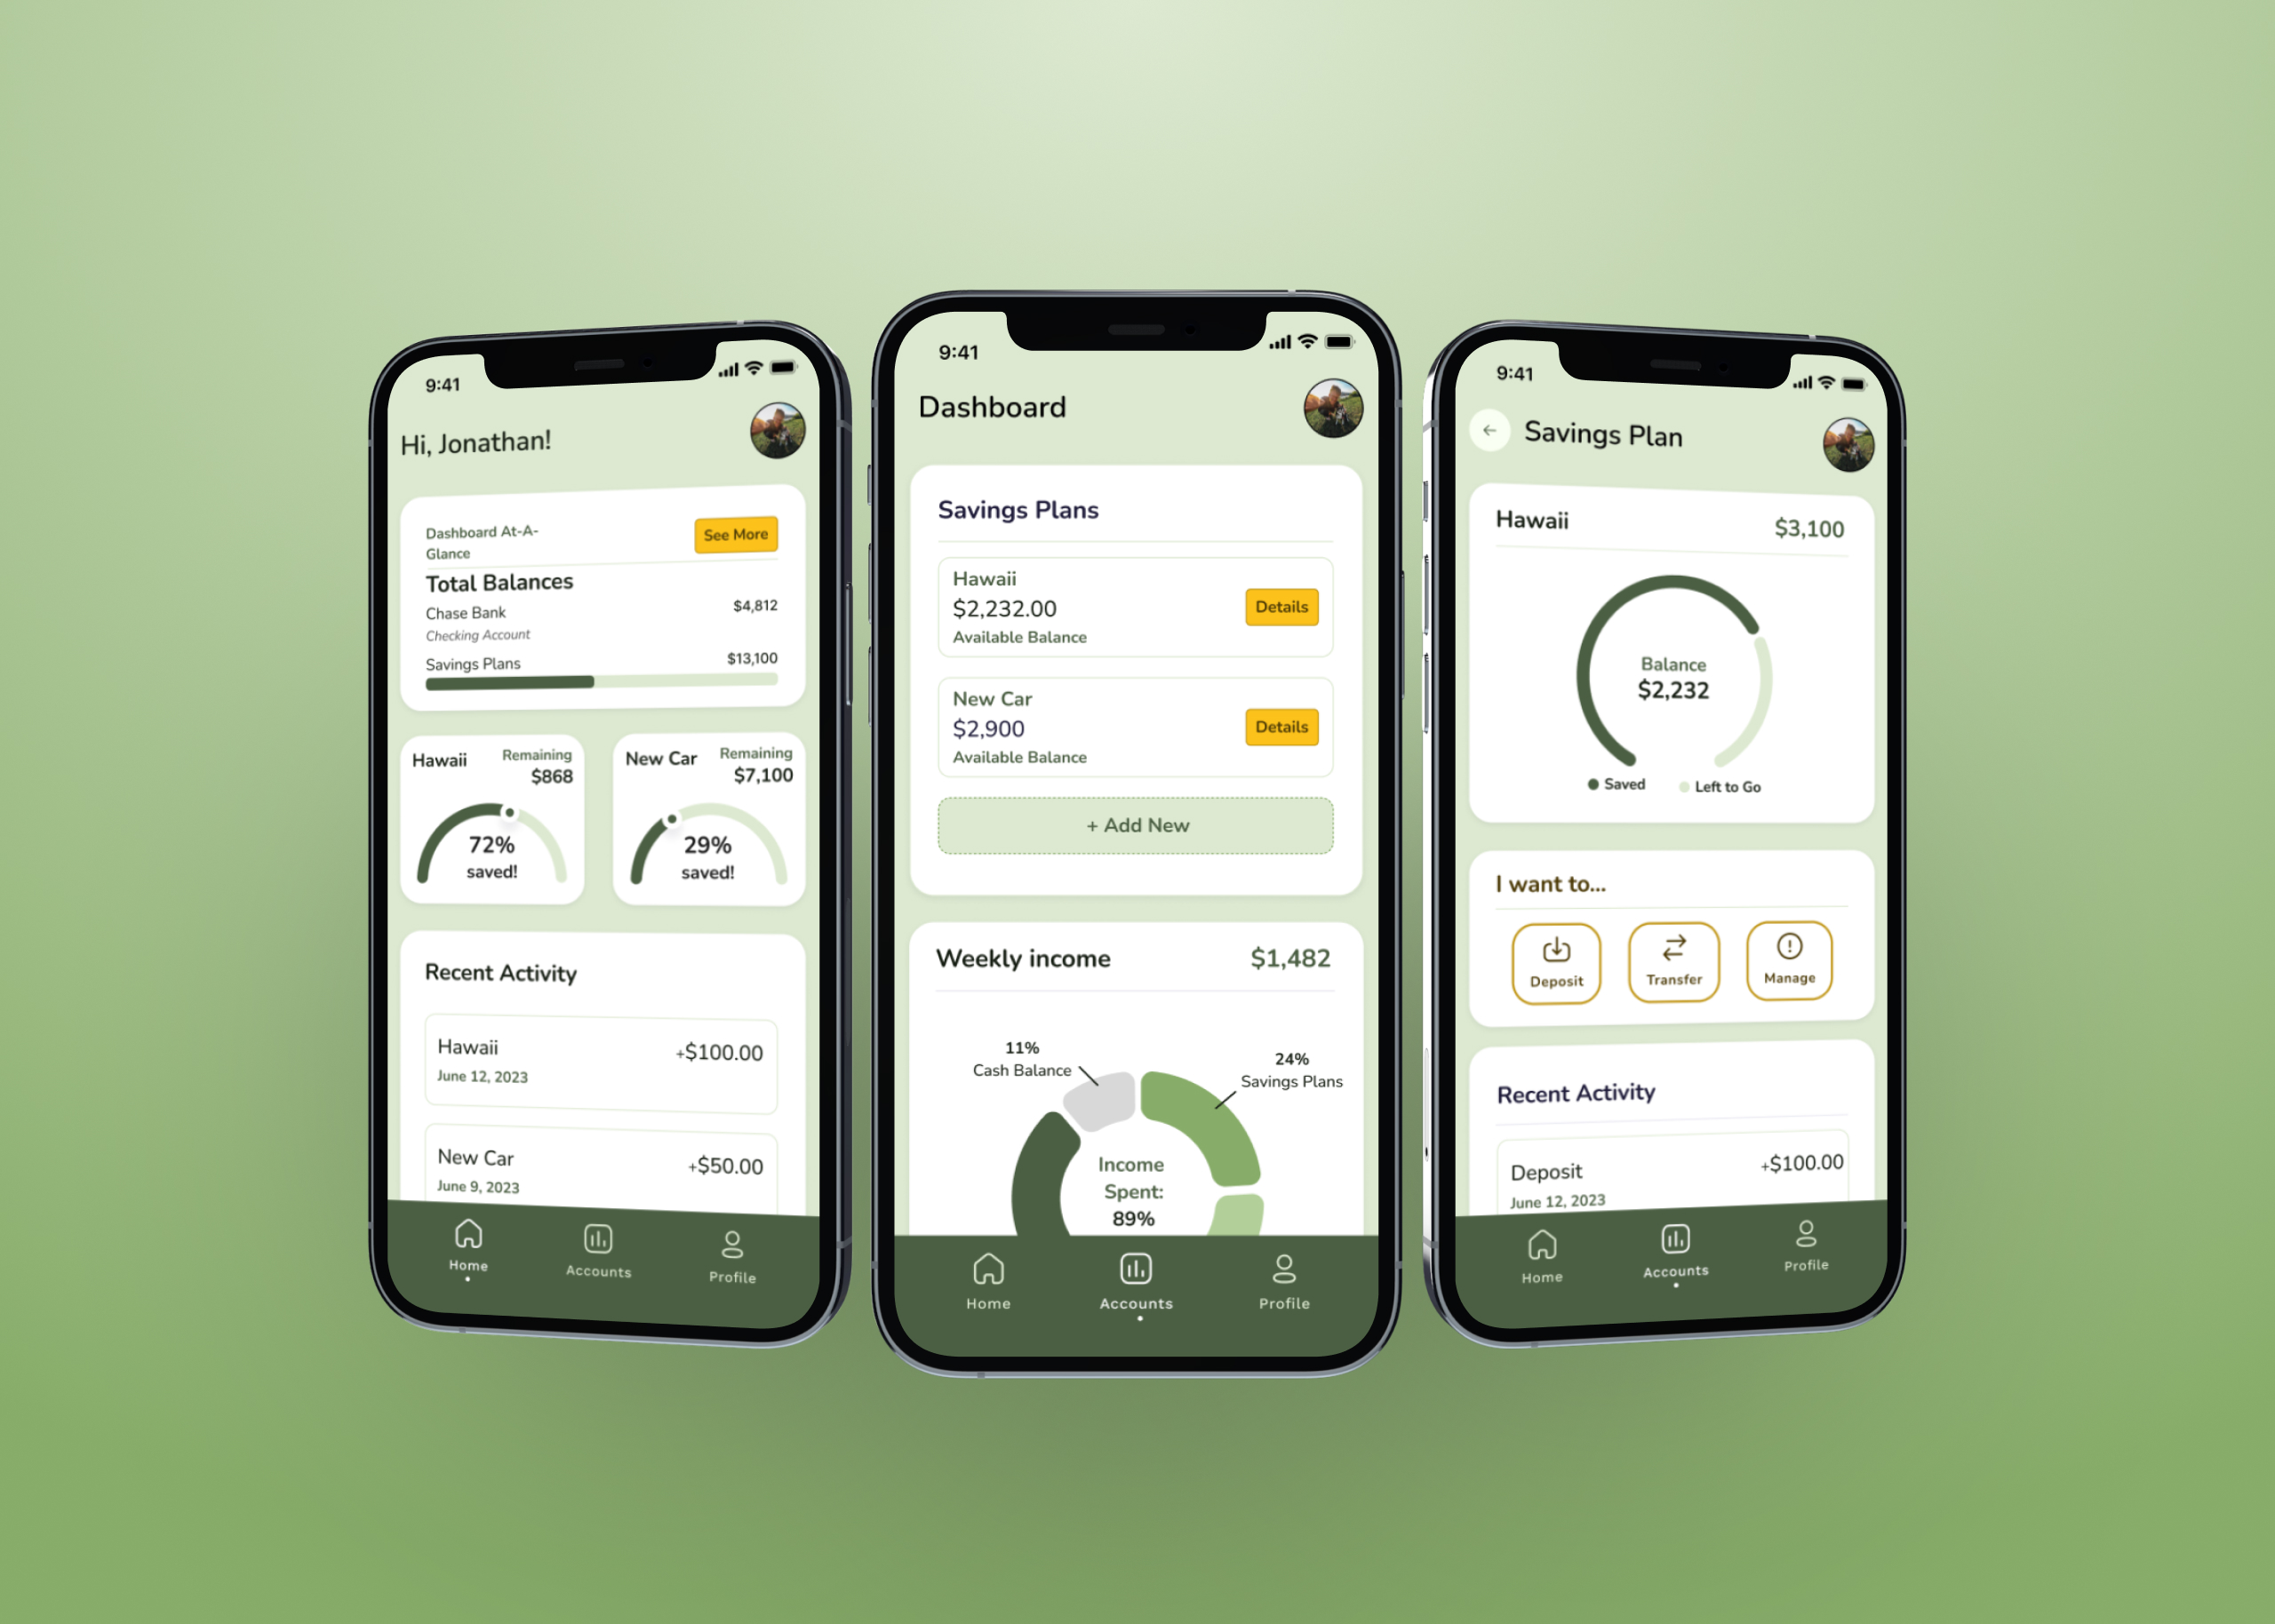 9:41
Hi, Jonathan!
Dashboard At-A-
Glance
See More
Total Balances
Chase Bank
$4,812
Checking Account
Savings Plans
$13,100
Hawaii
Remaining
$868
72%
saved!
New Car
Remaining
$7,100
29%
saved!
Recent Activity
Hawaii
+$100.00
June 12, 2023
New Car
+$50.00
June 9, 2023
Home
Accounts
Profile
9:41
Dashboard
Savings Plans
Hawaii
$2,232.00
Available Balance
Details
New Car
$2,900
Available Balance
Details
+ Add New
Weekly income
$1,482
11%
Cash Balance
24%
Savings Plans
Income
Spent:
89%
Home
Accounts
Profile
9:41
Savings Plan
Hawaii
$3,100
Balance
$2,232
Saved
Left to Go
I want to...
Deposit
Transfer
Manage
Recent Activity
Deposit
+$100.00
June 12, 2023
Home
Accounts
Profile